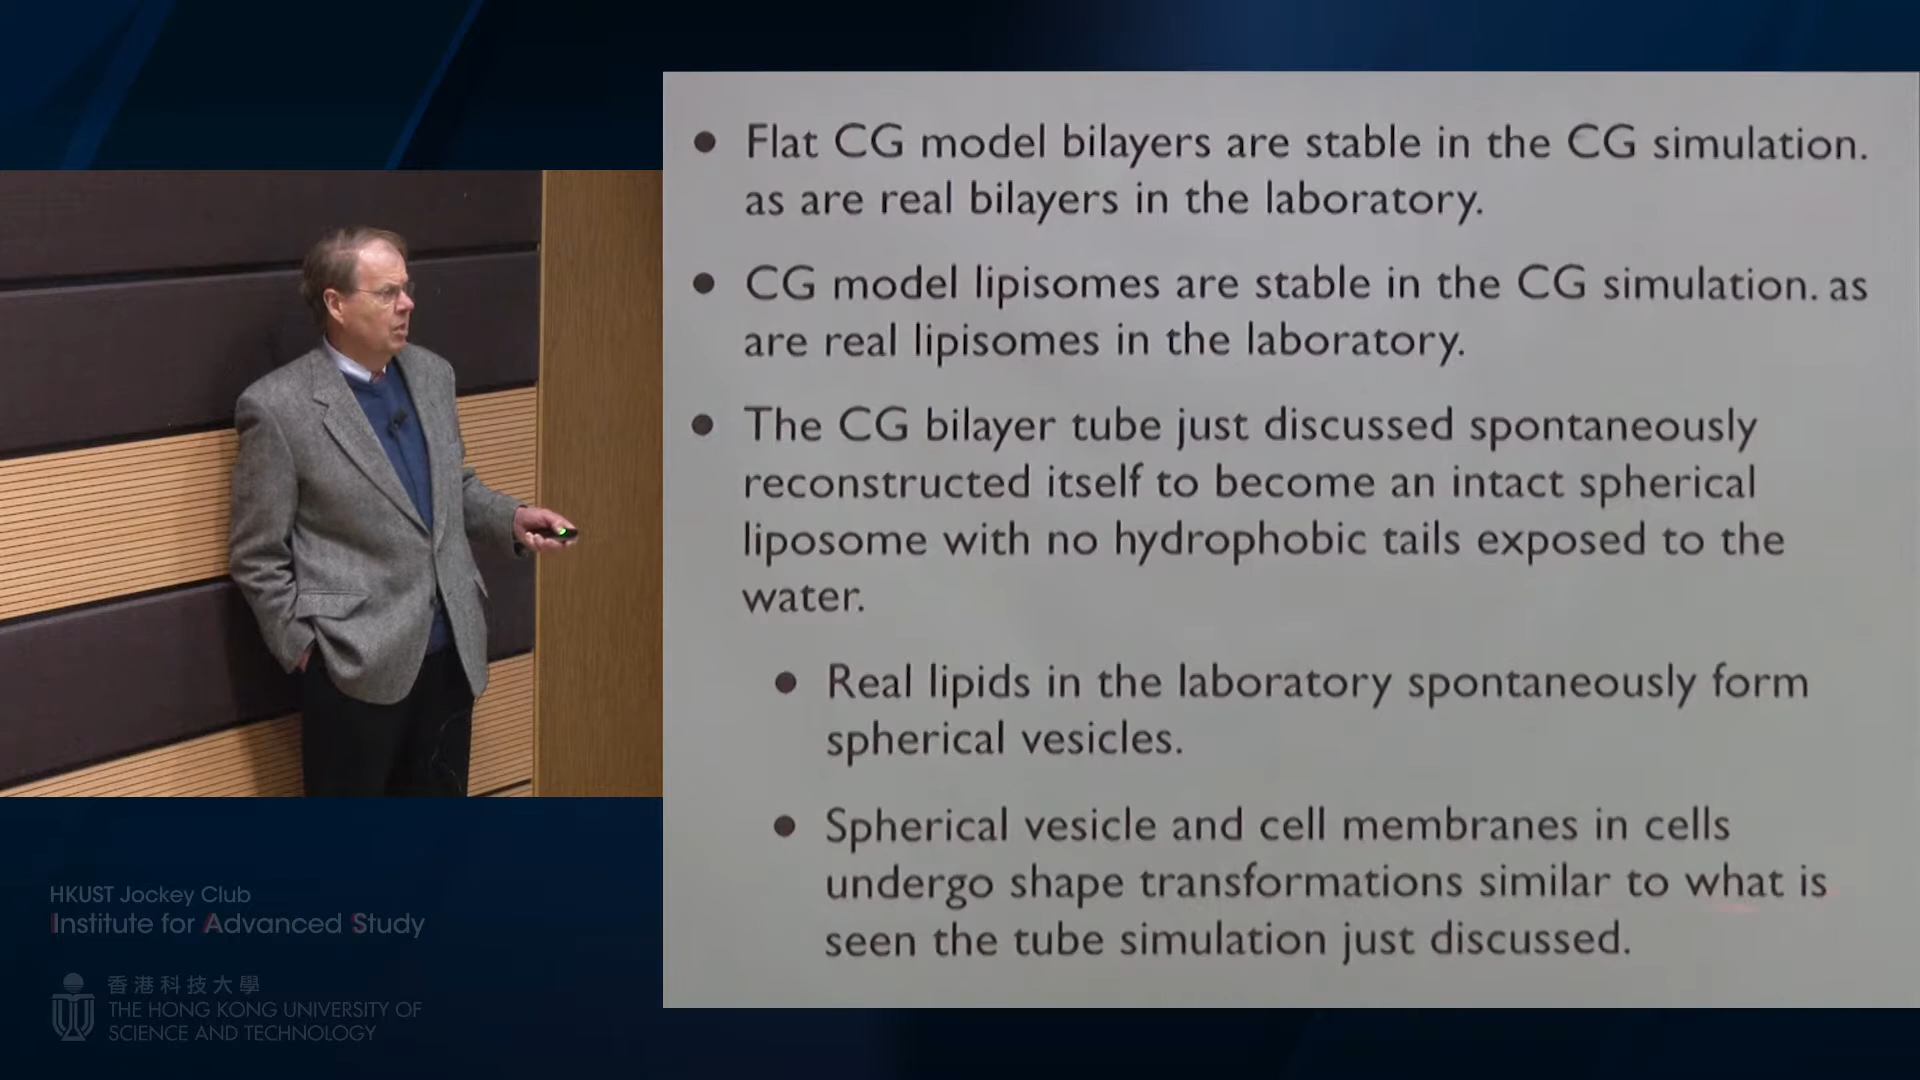 • Flat CG model bilayers are stable in the CG simulation.
as are real bilayers in the laboratory.
• CG model lipisomes are stable in the CG simulation. as
are real lipisomes in the laboratory.
• The CG bilayer tube just discussed spontaneously
reconstructed itself to become an intact spherical
liposome with no hydrophobic tails exposed to the
water.
• Real lipids in the laboratory spontaneously form
spherical vesicles.
• Spherical vesicle and cell membranes in cells
undergo shape transformations similar to what is
seen the tube simulation just discussed.
HKUST Jockey Club
Institute for Advanced Study
香港科技大學
THE HONG KONG UNIVERSITY OF
SCIENCE AND TECHNOLOGY